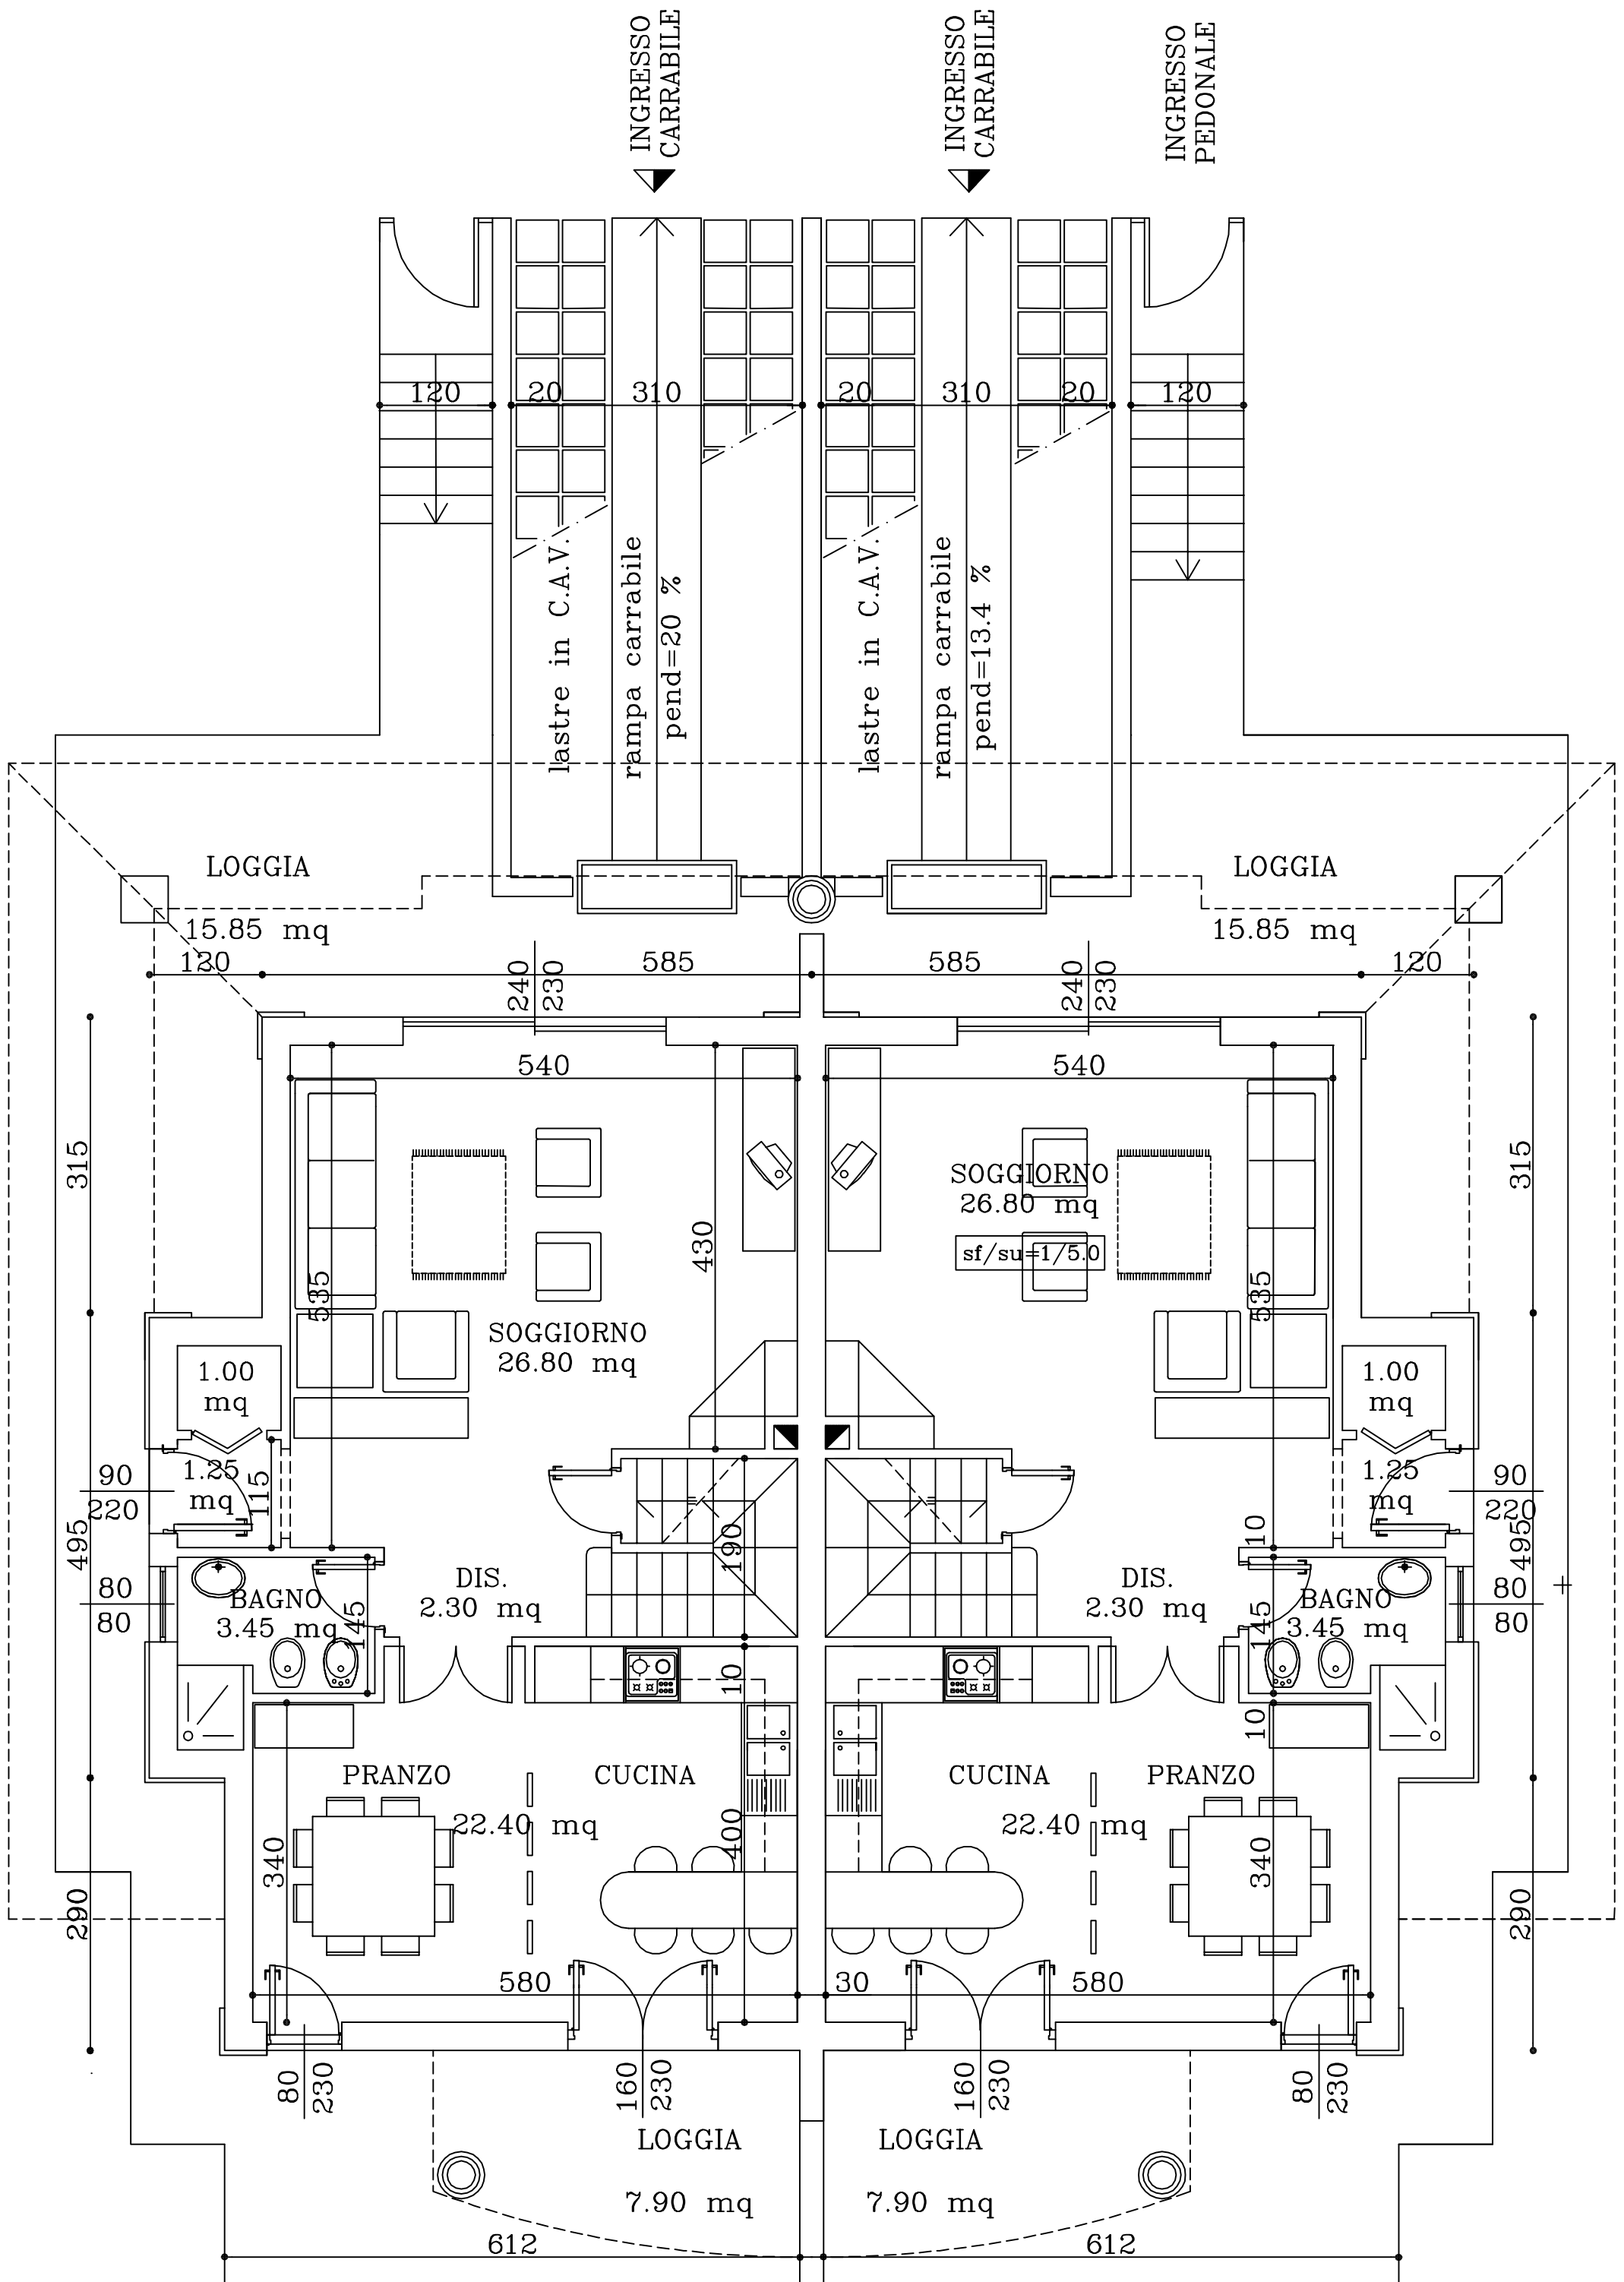 INGRESSO
CARRABILE
INGRESSO
CARRABILE
INGRESSO
PEDONALE
120
20
310
20
310
20
120
lastre in C.A.V.
rampa carrabile
pend=20 %
lastre in C.A.V.
rampa carrabile
pend=13.4 %
LOGGIA
15.85 mq
LOGGIA
15.85 mq
120
585
585
120
240
230
240
230
540
540
315
315
430
535
535
SOGGIORNO
26.80 mq
SOGGIORNO
26.80 mq
sf/su=1/5.0
1.00
mq
1.00
mq
1.25
mq
1.25
mq
115
90
220
90
220
495
495
190
10
80
80
80
80
BAGNO
3.45 mq
145
DIS.
2.30 mq
DIS.
2.30 mq
BAGNO
3.45 mq
145
10
10
PRANZO
CUCINA
22.40 mq
CUCINA
PRANZO
22.40 mq
340
400
340
290
290
580
30
580
80
230
160
230
160
230
80
230
LOGGIA
7.90 mq
LOGGIA
7.90 mq
612
612